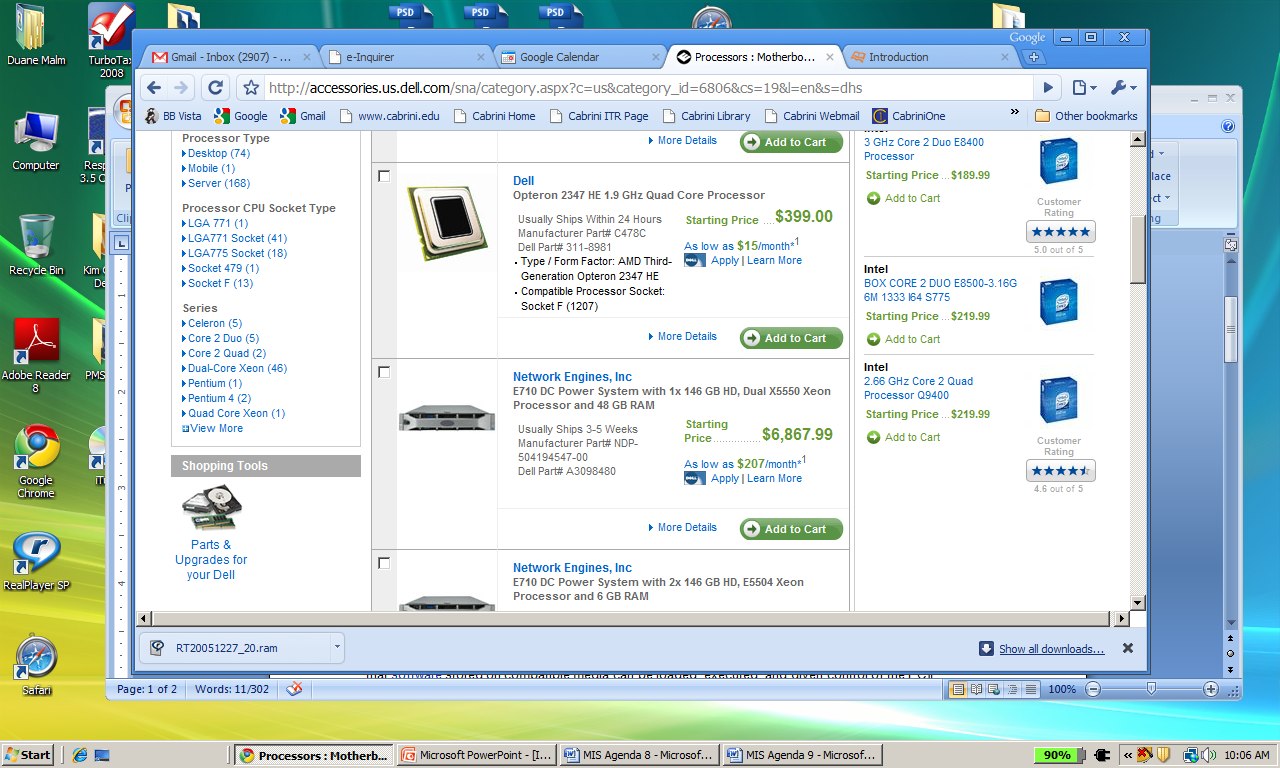 Duane Malm
TurboTax 2008
Computer
Recycle Bin
Adobe Reader 8
Google Chrome
RealPlayer SP
Safari
PSD
PSD
PSD
Google
Gmail - Inbox (2907) - ...
e-Inquirer
Google Calendar
Processors : Motherbo...
Introduction
http://accessories.us.dell.com/sna/category.aspx?c=us&category_id=6806&cs=19&l=en&s=dhs
BB Vista
Google
Gmail
www.cabrini.edu
Cabrini Home
Cabrini ITR Page
Cabrini Library
Cabrini Webmail
CabriniOne
»
Other bookmarks
Processor Type
Desktop (74)
Mobile (1)
Server (168)
Processor CPU Socket Type
LGA 771 (1)
LGA771 Socket (41)
LGA775 Socket (18)
Socket 479 (1)
Socket F (13)
Series
Celeron (5)
Core 2 Duo (5)
Core 2 Quad (2)
Dual-Core Xeon (46)
Pentium (1)
Pentium 4 (2)
Quad Core Xeon (1)
View More
Shopping Tools
Parts &
Upgrades for
your Dell
More Details
Add to Cart
Dell
Opteron 2347 HE 1.9 GHz Quad Core Processor
Usually Ships Within 24 Hours
Manufacturer Part# C478C
Dell Part# 311-8981
· Type / Form Factor: AMD Third-
Generation Opteron 2347 HE
· Compatible Processor Socket:
Socket F (1207)
Starting Price ....$399.00
As low as $15/month*1
Apply | Learn More
More Details
Add to Cart
Network Engines, Inc
E710 DC Power System with 1x 146 GB HD, Dual X5550 Xeon
Processor and 48 GB RAM
Usually Ships 3-5 Weeks
Manufacturer Part# NDP-
504194547-00
Dell Part# A3098480
Starting
Price..............$6,867.99
As low as $207/month*1
Apply | Learn More
More Details
Add to Cart
Network Engines, Inc
E710 DC Power System with 2x 146 GB HD, E5504 Xeon
Processor and 6 GB RAM
Intel
3 GHz Core 2 Duo E8400
Processor
Starting Price ...$189.99
Add to Cart
Customer
Rating
5.0 out of 5
Intel
BOX CORE 2 DUO E8500-3.16G
6M 1333 I64 S775
Starting Price ...$219.99
Add to Cart
Intel
2.66 GHz Core 2 Quad
Processor Q9400
Starting Price ...$219.99
Add to Cart
Customer
Rating
4.6 out of 5
RT20051227_20.ram
Show all downloads...
Page: 1 of 2
Words: 11/302
100%
Start
Processors : Motherb...
Microsoft PowerPoint - [I...
MIS Agenda 8 - Microsof...
MIS Agenda 9 - Microsof...
90%
«
10:06 AM